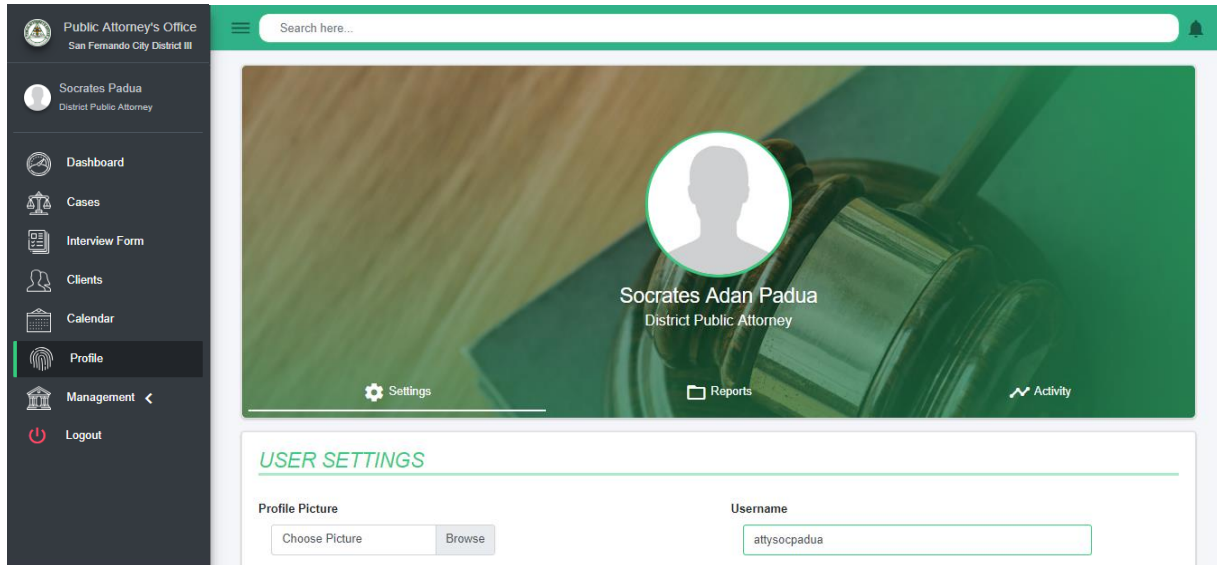 Public Attorney's Office
San Fernando City District III
Search here...
Socrates Padua
District Public Attorney
Dashboard
Cases
Interview Form
Clients
Calendar
Profile
Management
Logout
Socrates Adan Padua
District Public Attorney
Settings
Reports
Activity
USER SETTINGS
Profile Picture
Username
Choose Picture
Browse
attysocpadua